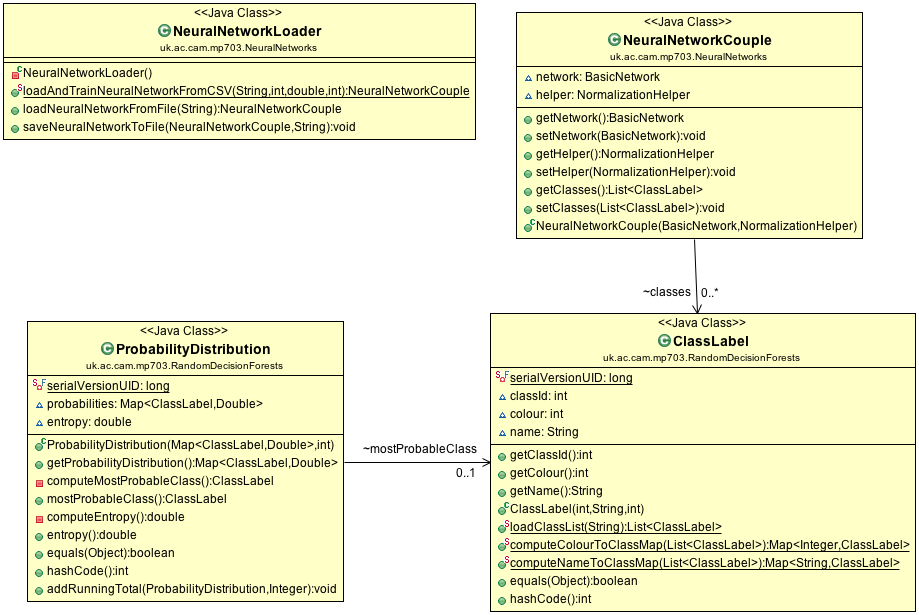 <<Java Class>>
NeuralNetworkLoader
uk.ac.cam.mp703.NeuralNetworks
NeuralNetworkLoader()
loadAndTrainNeuralNetworkFromCSV(String,int,double,int):NeuralNetworkCouple
loadNeuralNetworkFromFile(String):NeuralNetworkCouple
saveNeuralNetworkToFile(NeuralNetworkCouple,String):void
<<Java Class>>
NeuralNetworkCouple
uk.ac.cam.mp703.NeuralNetworks
network: BasicNetwork
helper: NormalizationHelper
getNetwork():BasicNetwork
setNetwork(BasicNetwork):void
getHelper():NormalizationHelper
setHelper(NormalizationHelper):void
getClasses():List<ClassLabel>
setClasses(List<ClassLabel>):void
NeuralNetworkCouple(BasicNetwork,NormalizationHelper)
~classes 0..*
<<Java Class>>
ProbabilityDistribution
uk.ac.cam.mp703.RandomDecisionForests
serialVersionUID: long
probabilities: Map<ClassLabel,Double>
entropy: double
ProbabilityDistribution(Map<ClassLabel,Double>,int)
getProbabilityDistribution():Map<ClassLabel,Double>
computeMostProbableClass():ClassLabel
mostProbableClass():ClassLabel
computeEntropy():double
entropy():double
equals(Object):boolean
hashCode():int
addRunningTotal(ProbabilityDistribution,Integer):void
~mostProbableClass
0..1
<<Java Class>>
ClassLabel
uk.ac.cam.mp703.RandomDecisionForests
serialVersionUID: long
classId: int
colour: int
name: String
getClassId():int
getColour():int
getName():String
ClassLabel(int,String,int)
loadClassList(String):List<ClassLabel>
computeColourToClassMap(List<ClassLabel>):Map<Integer,ClassLabel>
computeNameToClassMap(List<ClassLabel>):Map<String,ClassLabel>
equals(Object):boolean
hashCode():int